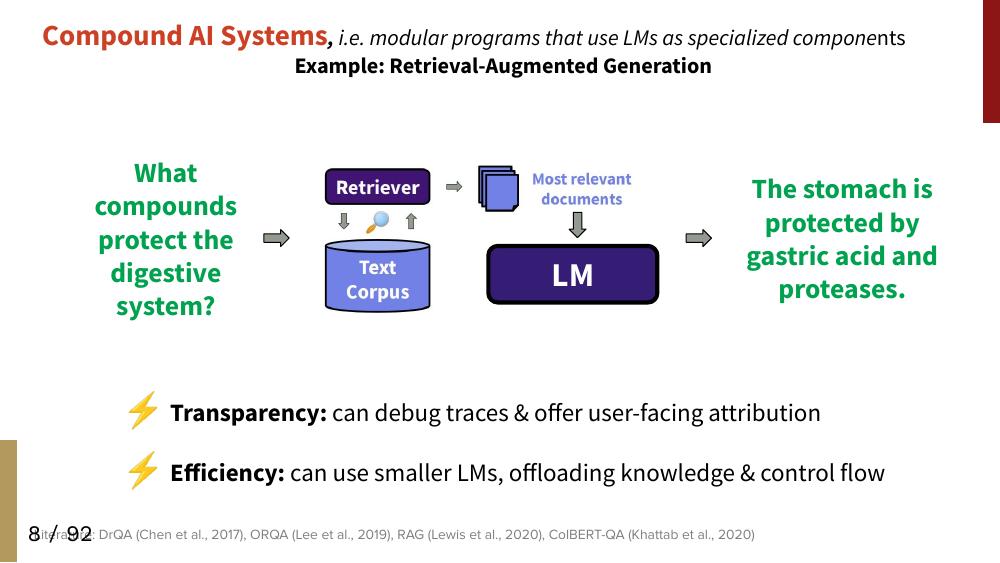 Compound AI Systems, i.e. modular programs that use LMs as specialized components
Example: Retrieval-Augmented Generation
What
compounds
protect the
digestive
system?
Retriever
Text
Corpus
Most relevant
documents
LM
The stomach is
protected by
gastric acid and
proteases.
Transparency: can debug traces & offer user-facing attribution
Efficiency: can use smaller LMs, offloading knowledge & control flow
8 / 92
Literature: DrQA (Chen et al., 2017), ORQA (Lee et al., 2019), RAG (Lewis et al., 2020), ColBERT-QA (Khattab et al., 2020)